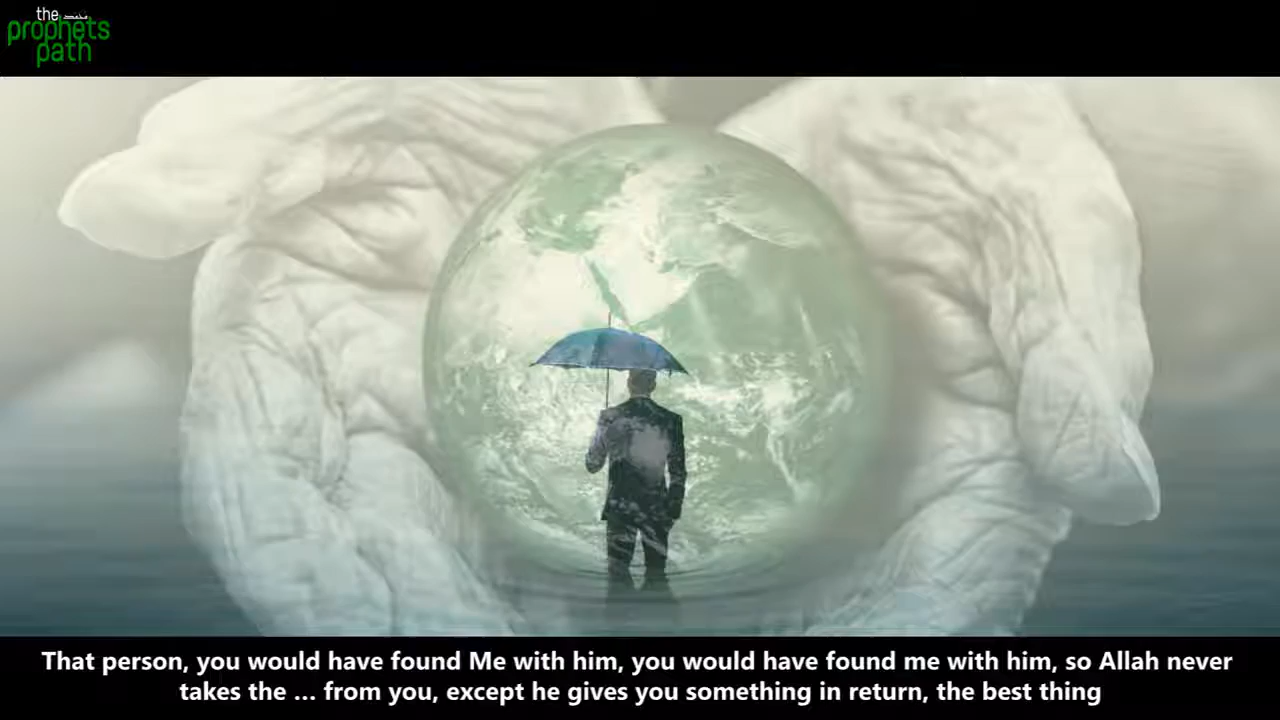 the
prophets
path
That person, you would have found Me with him, you would have found me with him, so Allah never
takes the ... from you, except he gives you something in return, the best thing